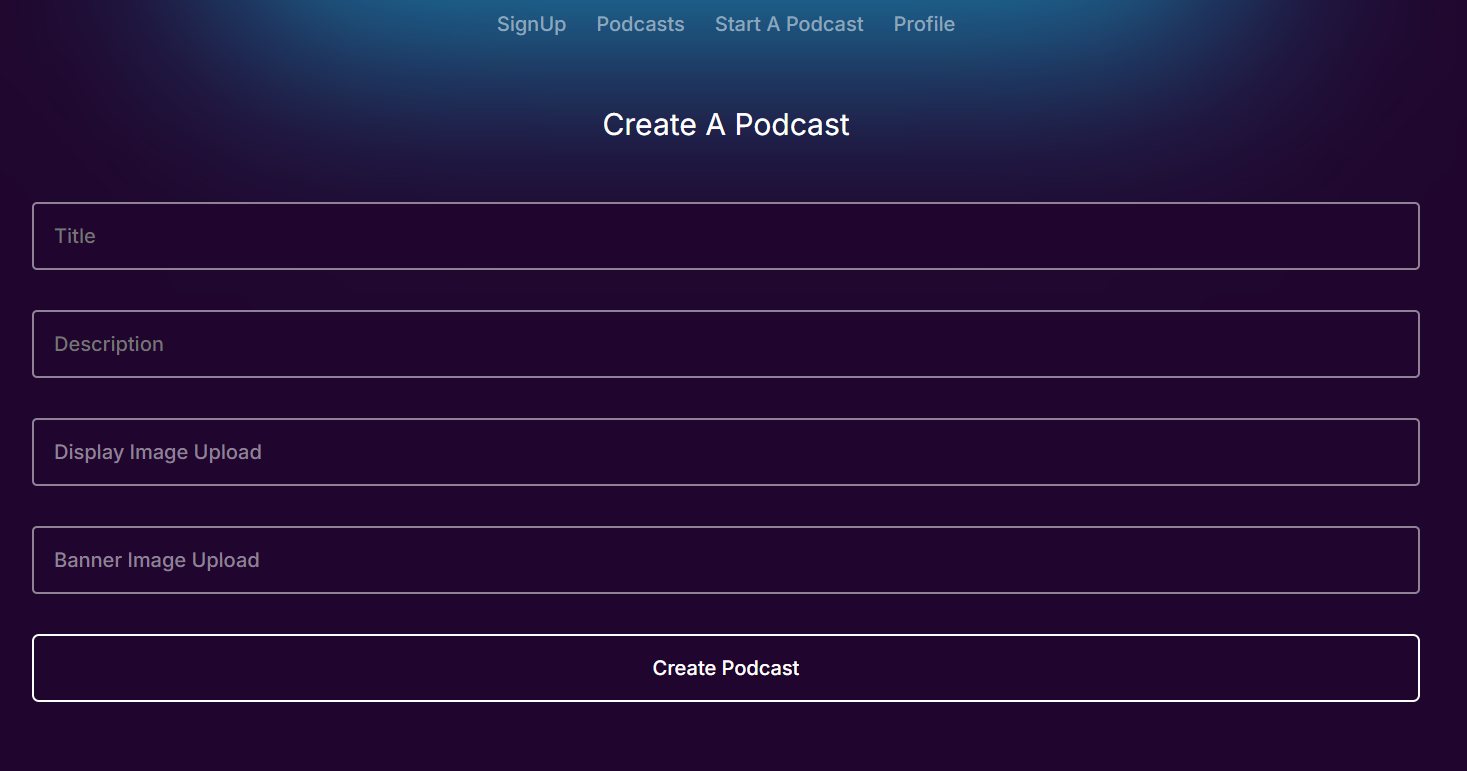 SignUp Podcasts Start A Podcast Profile
Create A Podcast
Title
Description
Display Image Upload
Banner Image Upload
Create Podcast